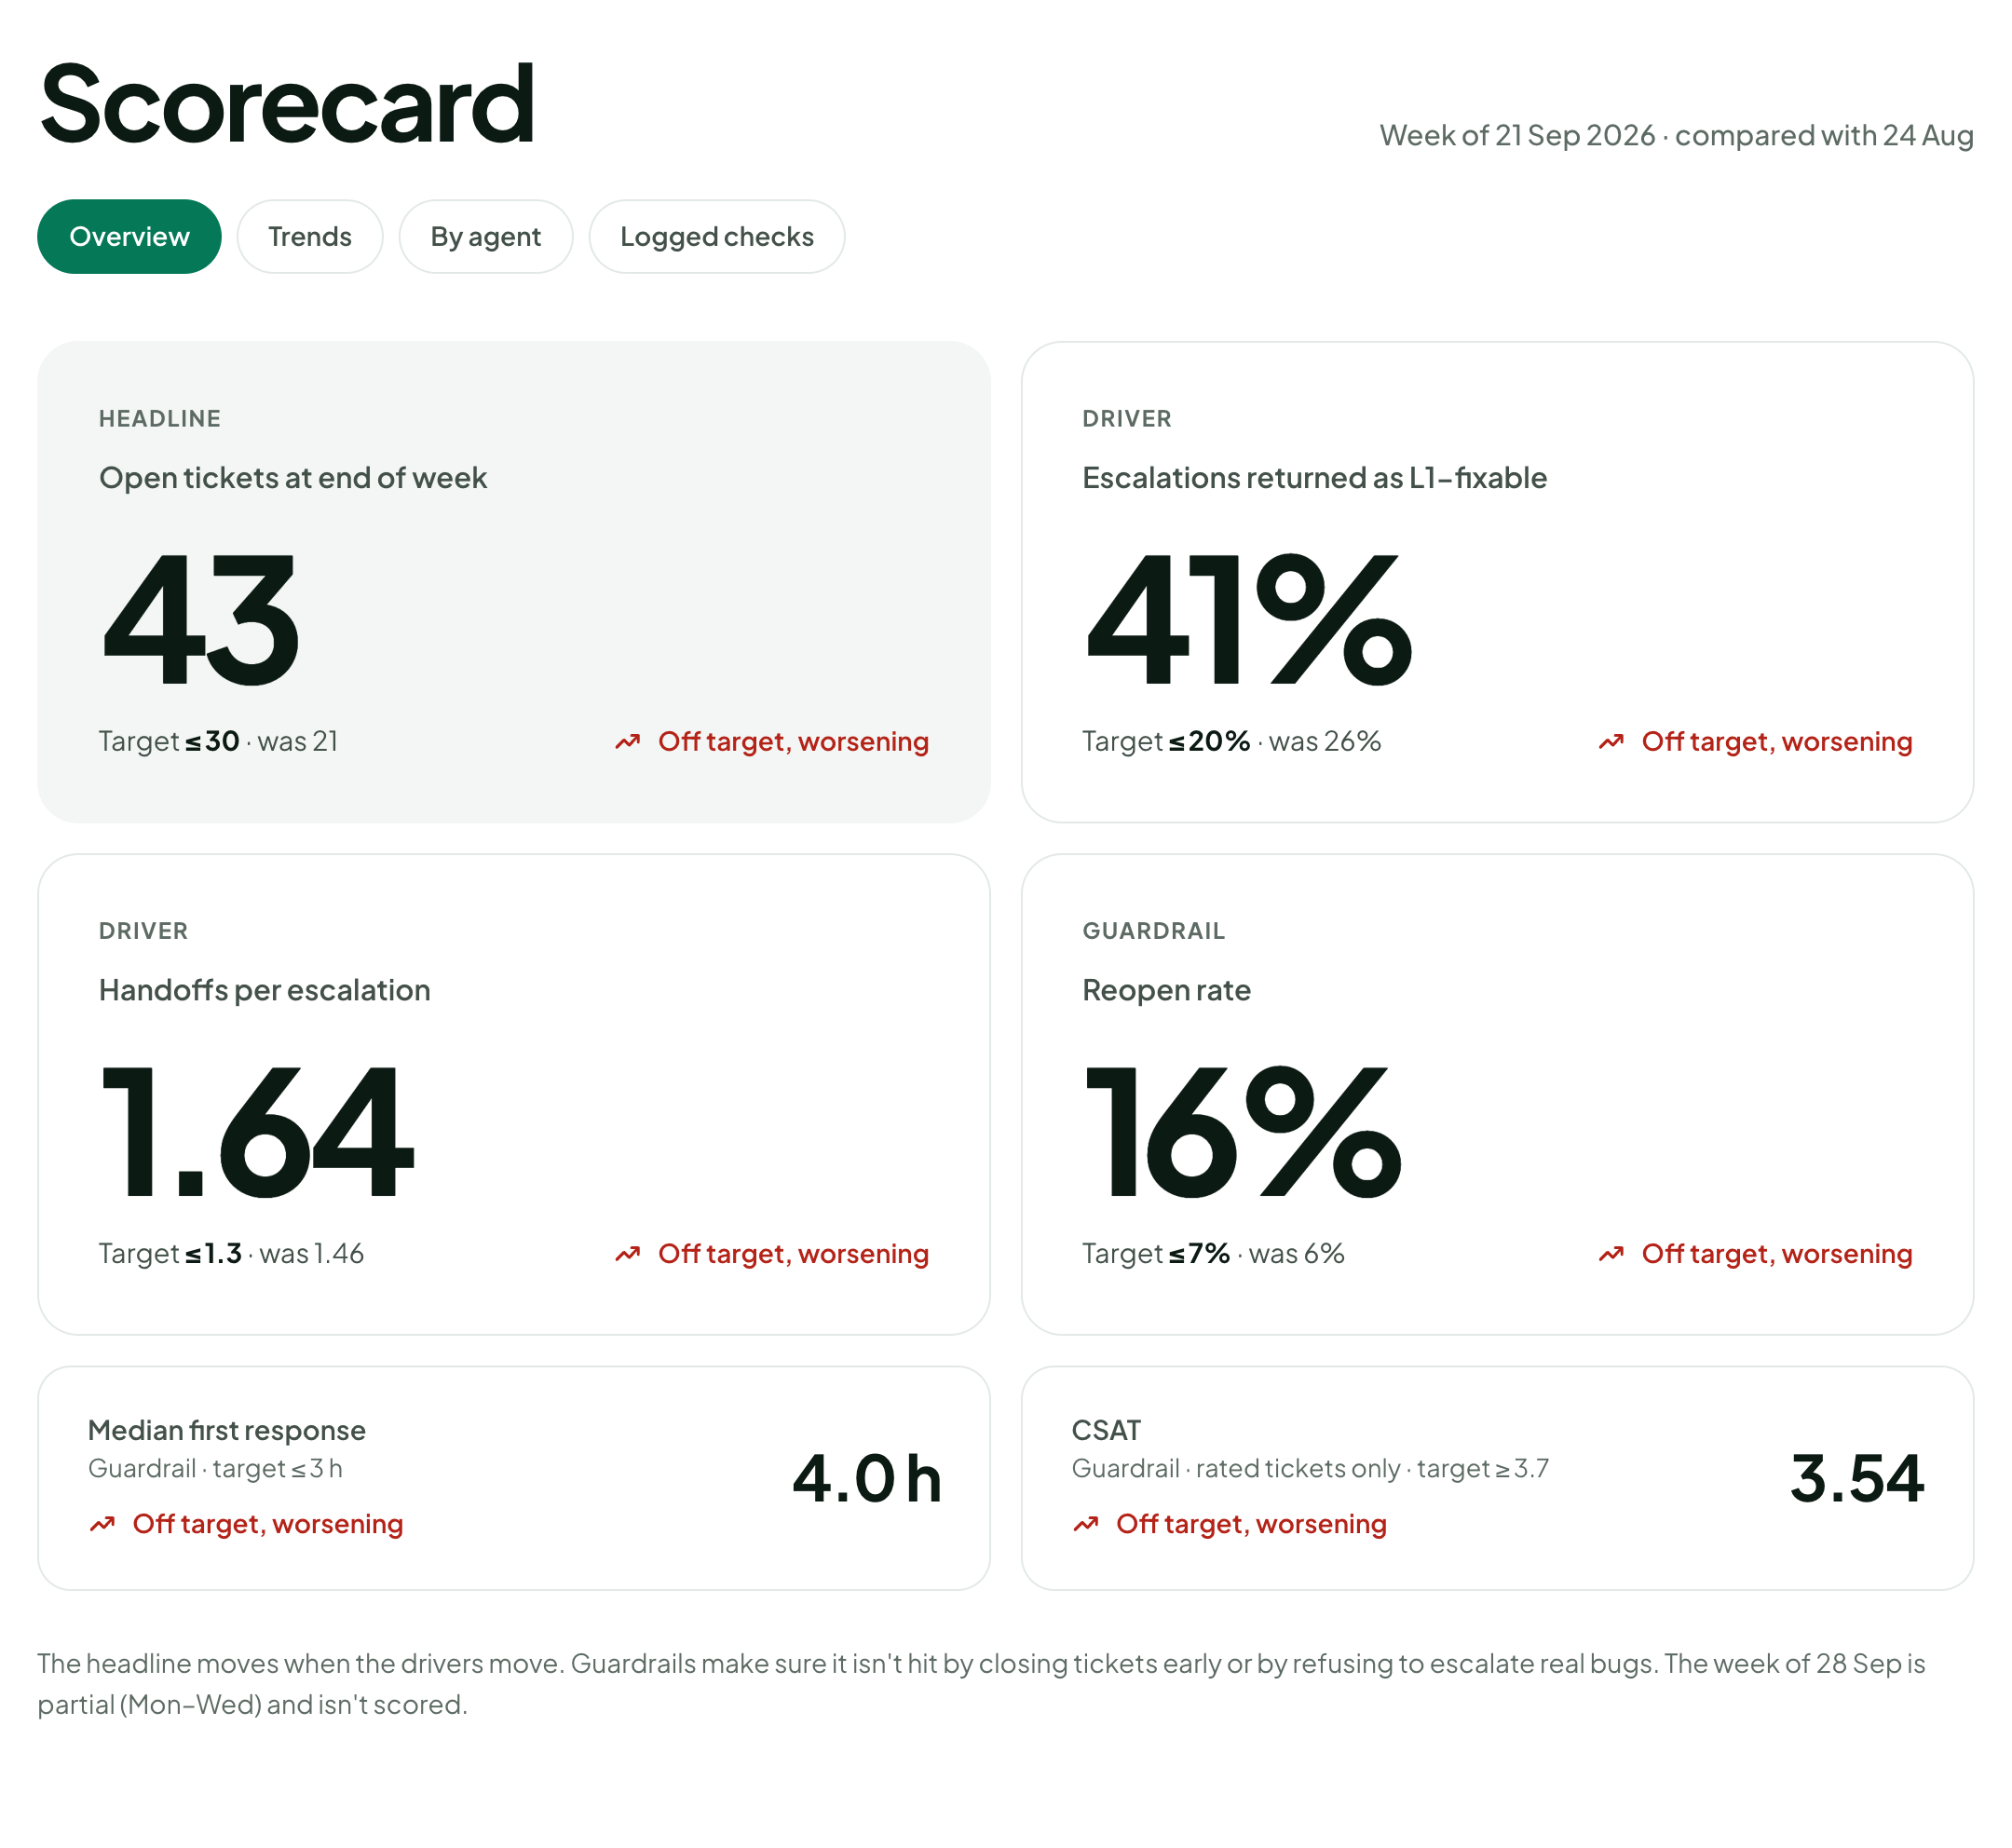 Scorecard
Week of 21 Sep 2026 · compared with 24 Aug
Overview
Trends
By agent
Logged checks
HEADLINE
Open tickets at end of week
43
Target ≤30 · was 21
Off target, worsening
DRIVER
Escalations returned as L1-fixable
41%
Target ≤20% · was 26%
Off target, worsening
DRIVER
Handoffs per escalation
1.64
Target ≤1.3 · was 1.46
Off target, worsening
GUARDRAIL
Reopen rate
16%
Target ≤7% · was 6%
Off target, worsening
Median first response
Guardrail · target ≤ 3 h
Off target, worsening
4.0 h
CSAT
Guardrail · rated tickets only · target ≥ 3.7
Off target, worsening
3.54
The headline moves when the drivers move. Guardrails make sure it isn't hit by closing tickets early or by refusing to escalate real bugs. The week of 28 Sep is
partial (Mon–Wed) and isn't scored.